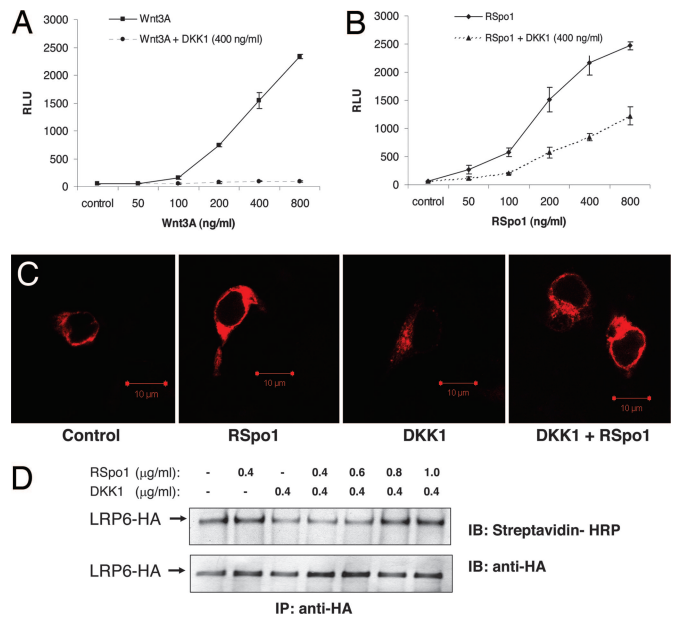 A
Wnt3A
Wnt3A + DKK1 (400 ng/ml)
3000
2500
2000
1500
1000
500
0
RLU
control 50 100 200 400 800
Wnt3A (ng/ml)
B
RSpo1
RSpo1 + DKK1 (400 ng/ml)
3000
2500
2000
1500
1000
500
0
RLU
control 50 100 200 400 800
RSpo1 (ng/ml)
C
10 µm
10 µm
10 µm
10 µm
Control RSpo1 DKK1 DKK1 + RSpo1
D
RSpo1 (µg/ml): - 0.4 - 0.4 0.6 0.8 1.0
DKK1 (µg/ml): - - 0.4 0.4 0.4 0.4 0.4
LRP6-HA
IB: Streptavidin- HRP
LRP6-HA
IB: anti-HA
IP: anti-HA